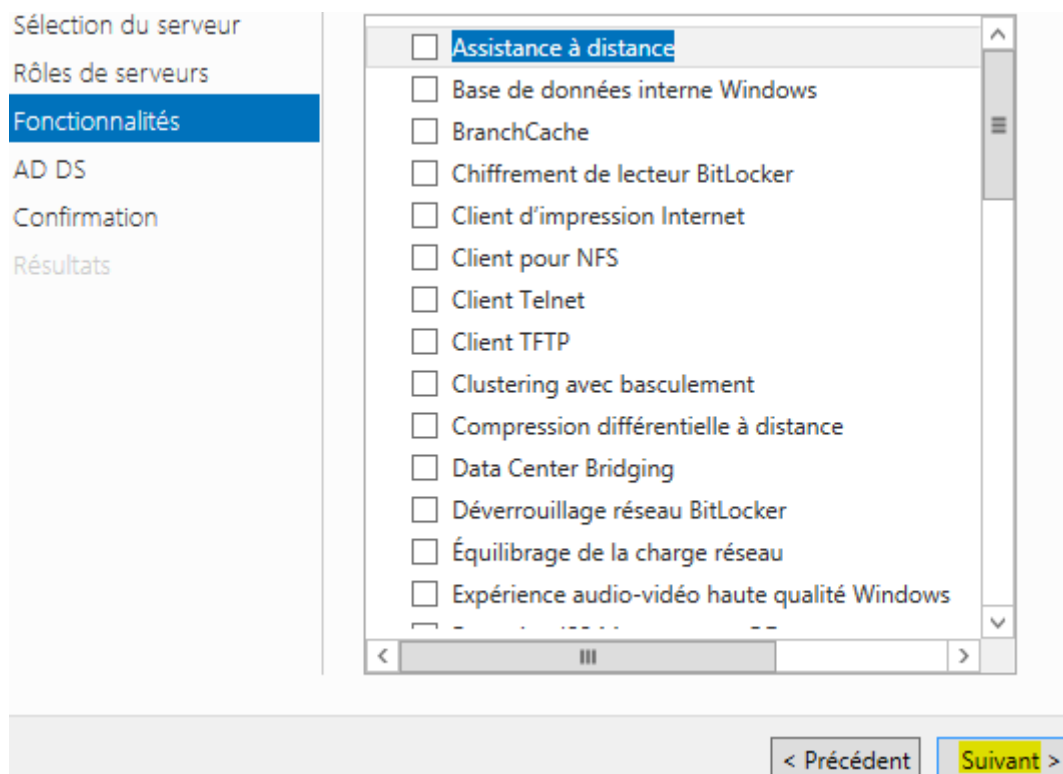 Sélection du serveur
Rôles de serveurs
Fonctionnalités
AD DS
Confirmation
Résultats
Assistance à distance
Base de données interne Windows
BranchCache
Chiffrement de lecteur BitLocker
Client d’impression Internet
Client pour NFS
Client Telnet
Client TFTP
Clustering avec basculement
Compression différentielle à distance
Data Center Bridging
Déverrouillage réseau BitLocker
Équilibrage de la charge réseau
Expérience audio-vidéo haute qualité Windows
< Précédent
Suivant >